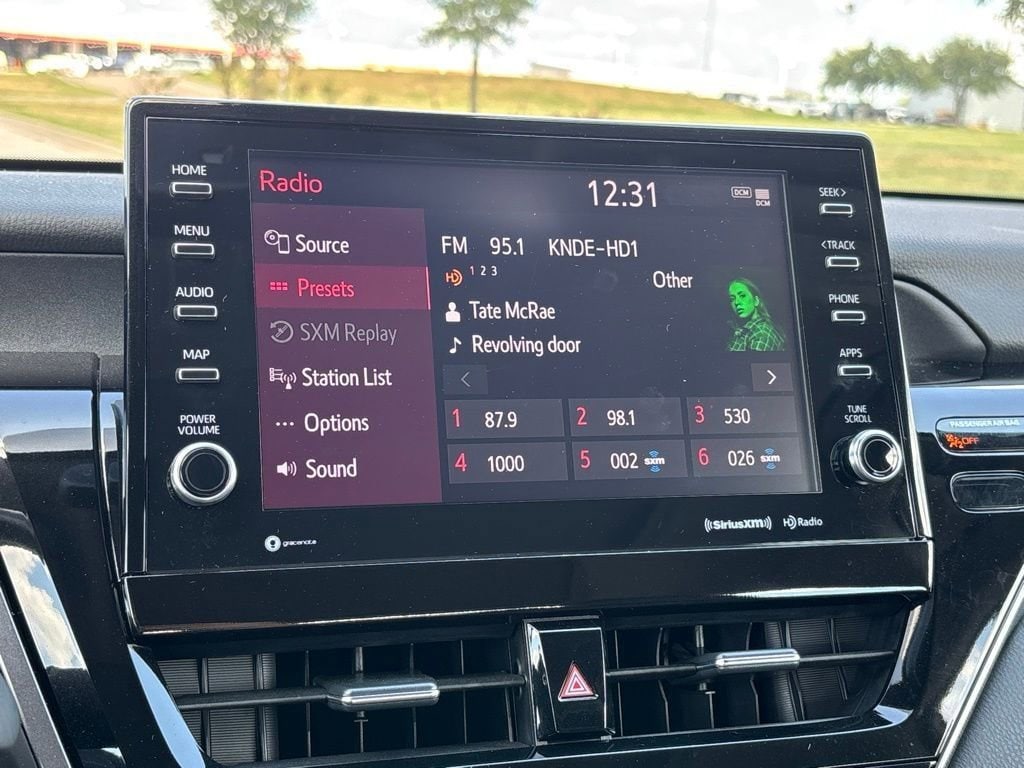 HOME
MENU
AUDIO
MAP
POWER
VOLUME
Radio
12:31
DCM
DCM
Source
Presets
SXM Replay
Station List
Options
Sound
FM 95.1 KNDE-HD1
HD 1 2 3
Other
Tate McRae
Revolving door
1 87.9
2 98.1
3 530
4 1000
5 002 sxm
6 026 sxm
SEEK>
<TRACK
PHONE
APPS
TUNE
SCROLL
gracenote
SiriusXM HD Radio
PASSENGER AIR BAG
OFF